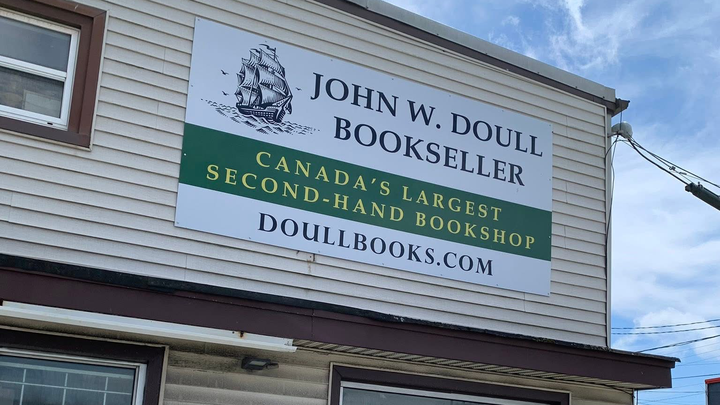 JOHN W. DOULL
BOOKSELLER
CANADA'S LARGEST
SECOND-HAND BOOKSHOP
DOULLBOOKS.COM